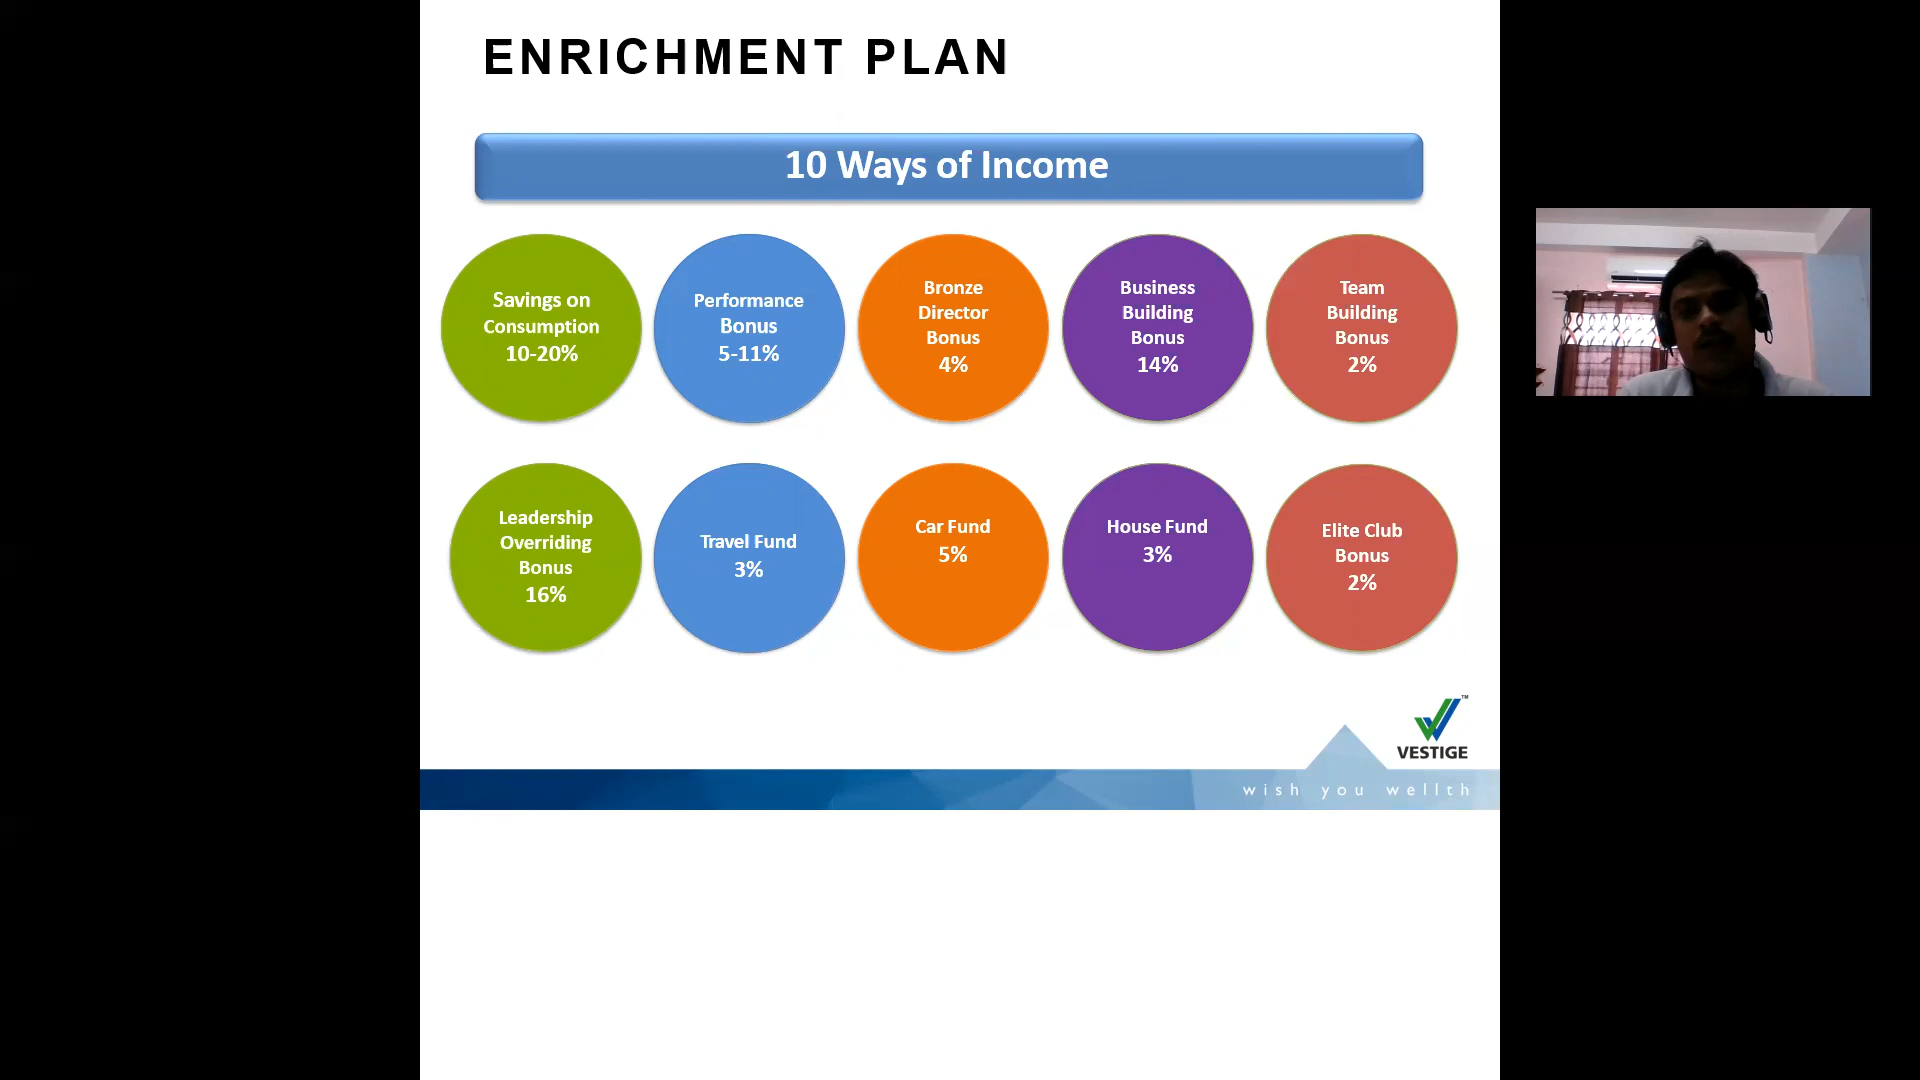 ENRICHMENT PLAN
10 Ways of Income
Savings on
Consumption
10-20%
Performance
Bonus
5-11%
Bronze
Director
Bonus
4%
Business
Building
Bonus
14%
Team
Building
Bonus
2%
Leadership
Overriding
Bonus
16%
Travel Fund
3%
Car Fund
5%
House Fund
3%
Elite Club
Bonus
2%
TM
VESTIGE
wish you wellth